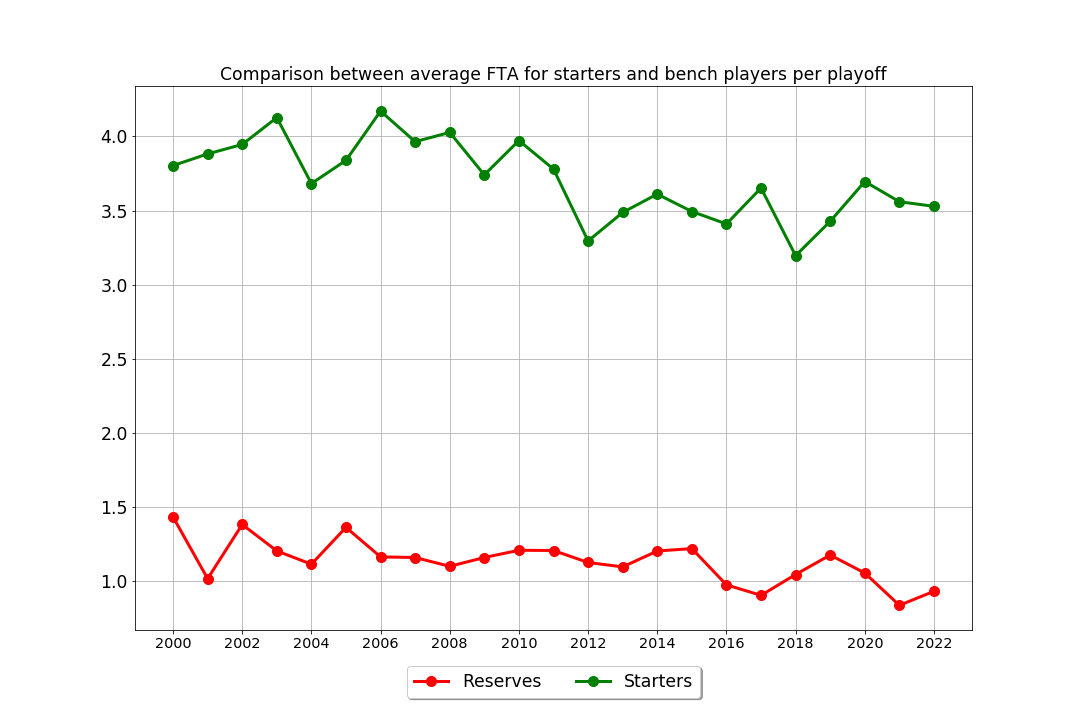 Comparison between average FTA for starters and bench players per playoff
4.0
3.5
3.0
2.5
2.0
1.5
1.0
2000 2002 2004 2006 2008 2010 2012 2014 2016 2018 2020 2022
Reserves Starters